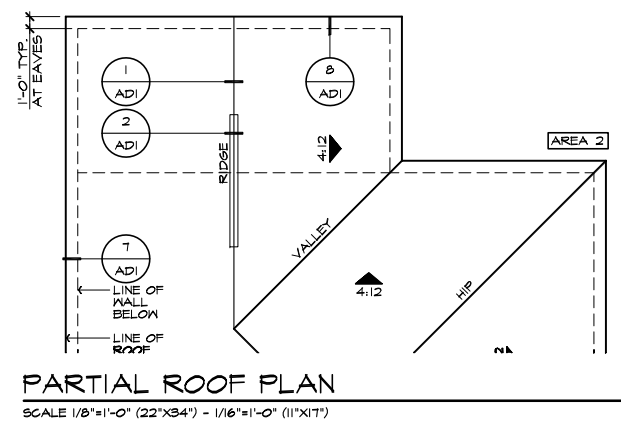 1'-0" TYP.
AT EAVES
1
AD1
2
AD1
RIDGE
8
AD1
4:12
AREA 2
7
AD1
LINE OF
WALL
BELOW
LINE OF
ROOF
VALLEY
4:12
HIP
PARTIAL ROOF PLAN
SCALE 1/8"=1'-0" (22"X34") - 1/16"=1'-0" (11"X17")